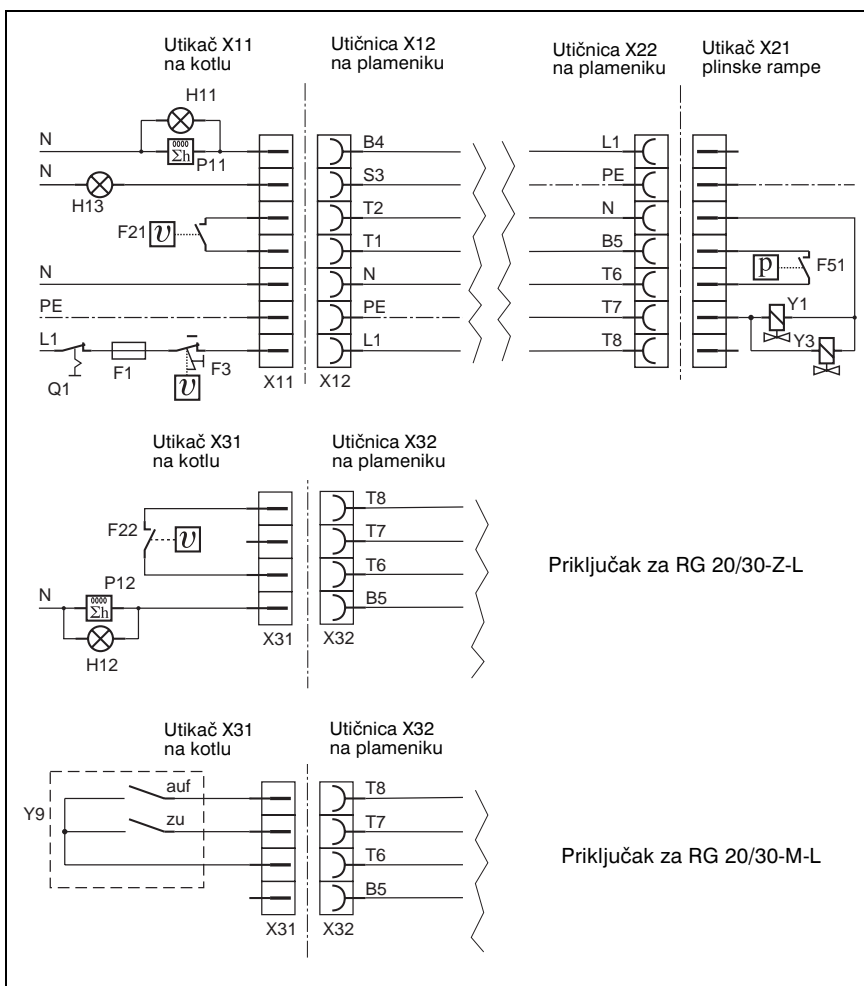 Utikač X11
na kotlu
Utičnica X12
na plameniku
Utičnica X22
na plameniku
Utikač X21
plinske rampe
H11
N
0000
Σh
P11
B4
L1
N
H13
S3
PE
F21
υ
T2
N
T1
B5
p
F51
N
N
T6
PE
PE
T7
Y1
L1
Q1
F1
υ
F3
L1
T8
Y3
X11
X12
Utikač X31
na kotlu
Utičnica X32
na plameniku
F22
υ
T8
T7
T6
Priključak za RG 20/30-Z-L
N
P12
0000
Σh
H12
B5
X31
X32
Utikač X31
na kotlu
Utičnica X32
na plameniku
Y9
auf
zu
T8
T7
T6
B5
Priključak za RG 20/30-M-L
X31
X32